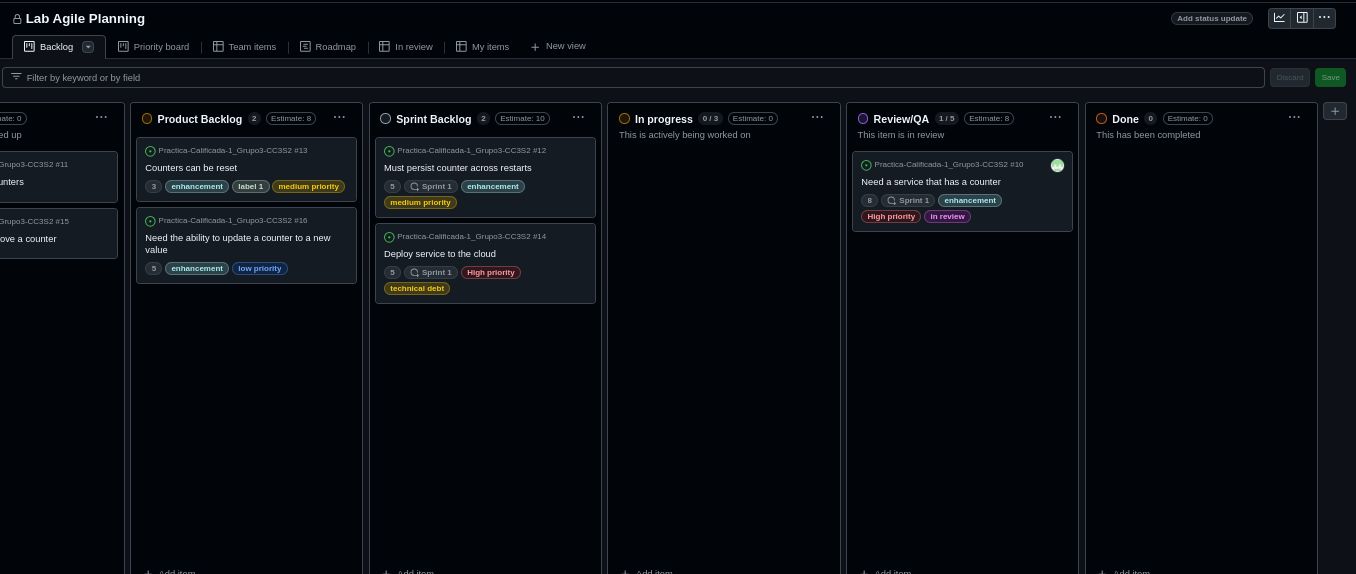 Lab Agile Planning
Add status update
Backlog
Priority board
Team items
Roadmap
In review
My items
New view
Filter by keyword or by field
Discard
Save
ate: 0
ed up
Grupo3-CC3S2 #11
unters
Grupo3-CC3S2 #15
ove a counter
Product Backlog 2 Estimate: 8
Practica-Calificada-1_Grupo3-CC3S2 #13
Counters can be reset
3 enhancement label 1 medium priority
Practica-Calificada-1_Grupo3-CC3S2 #16
Need the ability to update a counter to a new
value
5 enhancement low priority
Add item
Sprint Backlog 2 Estimate: 10
Practica-Calificada-1_Grupo3-CC3S2 #12
Must persist counter across restarts
5 Sprint 1 enhancement
medium priority
Practica-Calificada-1_Grupo3-CC3S2 #14
Deploy service to the cloud
5 Sprint 1 High priority
technical debt
Add item
In progress 0 / 3 Estimate: 0
This is actively being worked on
Add item
Review/QA 1 / 5 Estimate: 8
This item is in review
Practica-Calificada-1_Grupo3-CC3S2 #10
Need a service that has a counter
8 Sprint 1 enhancement
High priority in review
Add item
Done 0 Estimate: 0
This has been completed
Add item